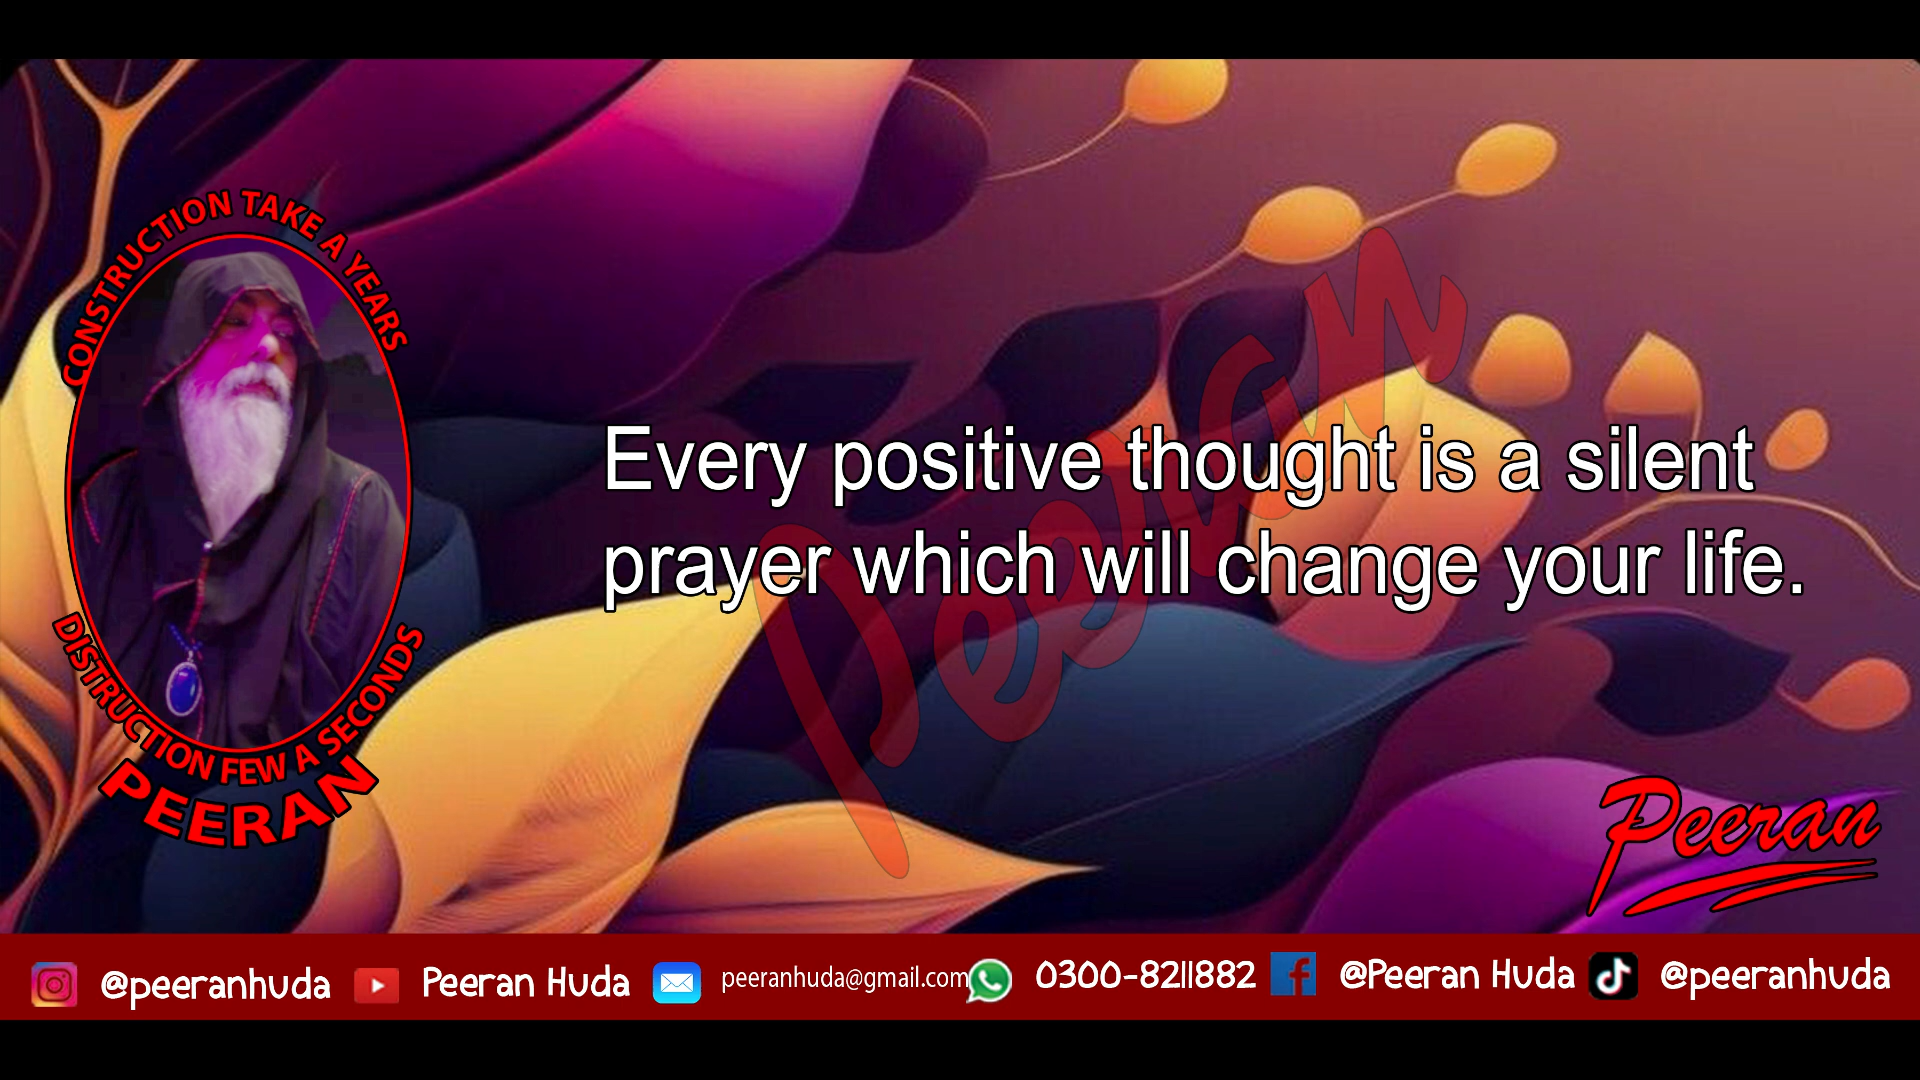 CONSTRUCTION TAKE A YEARS
DISTRUCTION FEW A SECONDS
PEERAN
Every positive thought is a silent
prayer which will change your life.
Peeran
Peeran
@peeranhuda Peeran Huda peeranhuda@gmail.com 0300-8211882 @Peeran Huda @peeranhuda